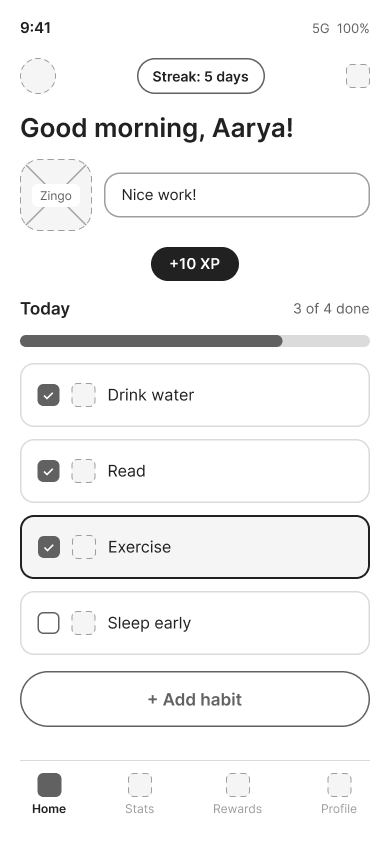 9:41
5G 100%
Streak: 5 days
Good morning, Aarya!
Zingo
Nice work!
+10 XP
Today
3 of 4 done
Drink water
Read
Exercise
Sleep early
+ Add habit
Home
Stats
Rewards
Profile